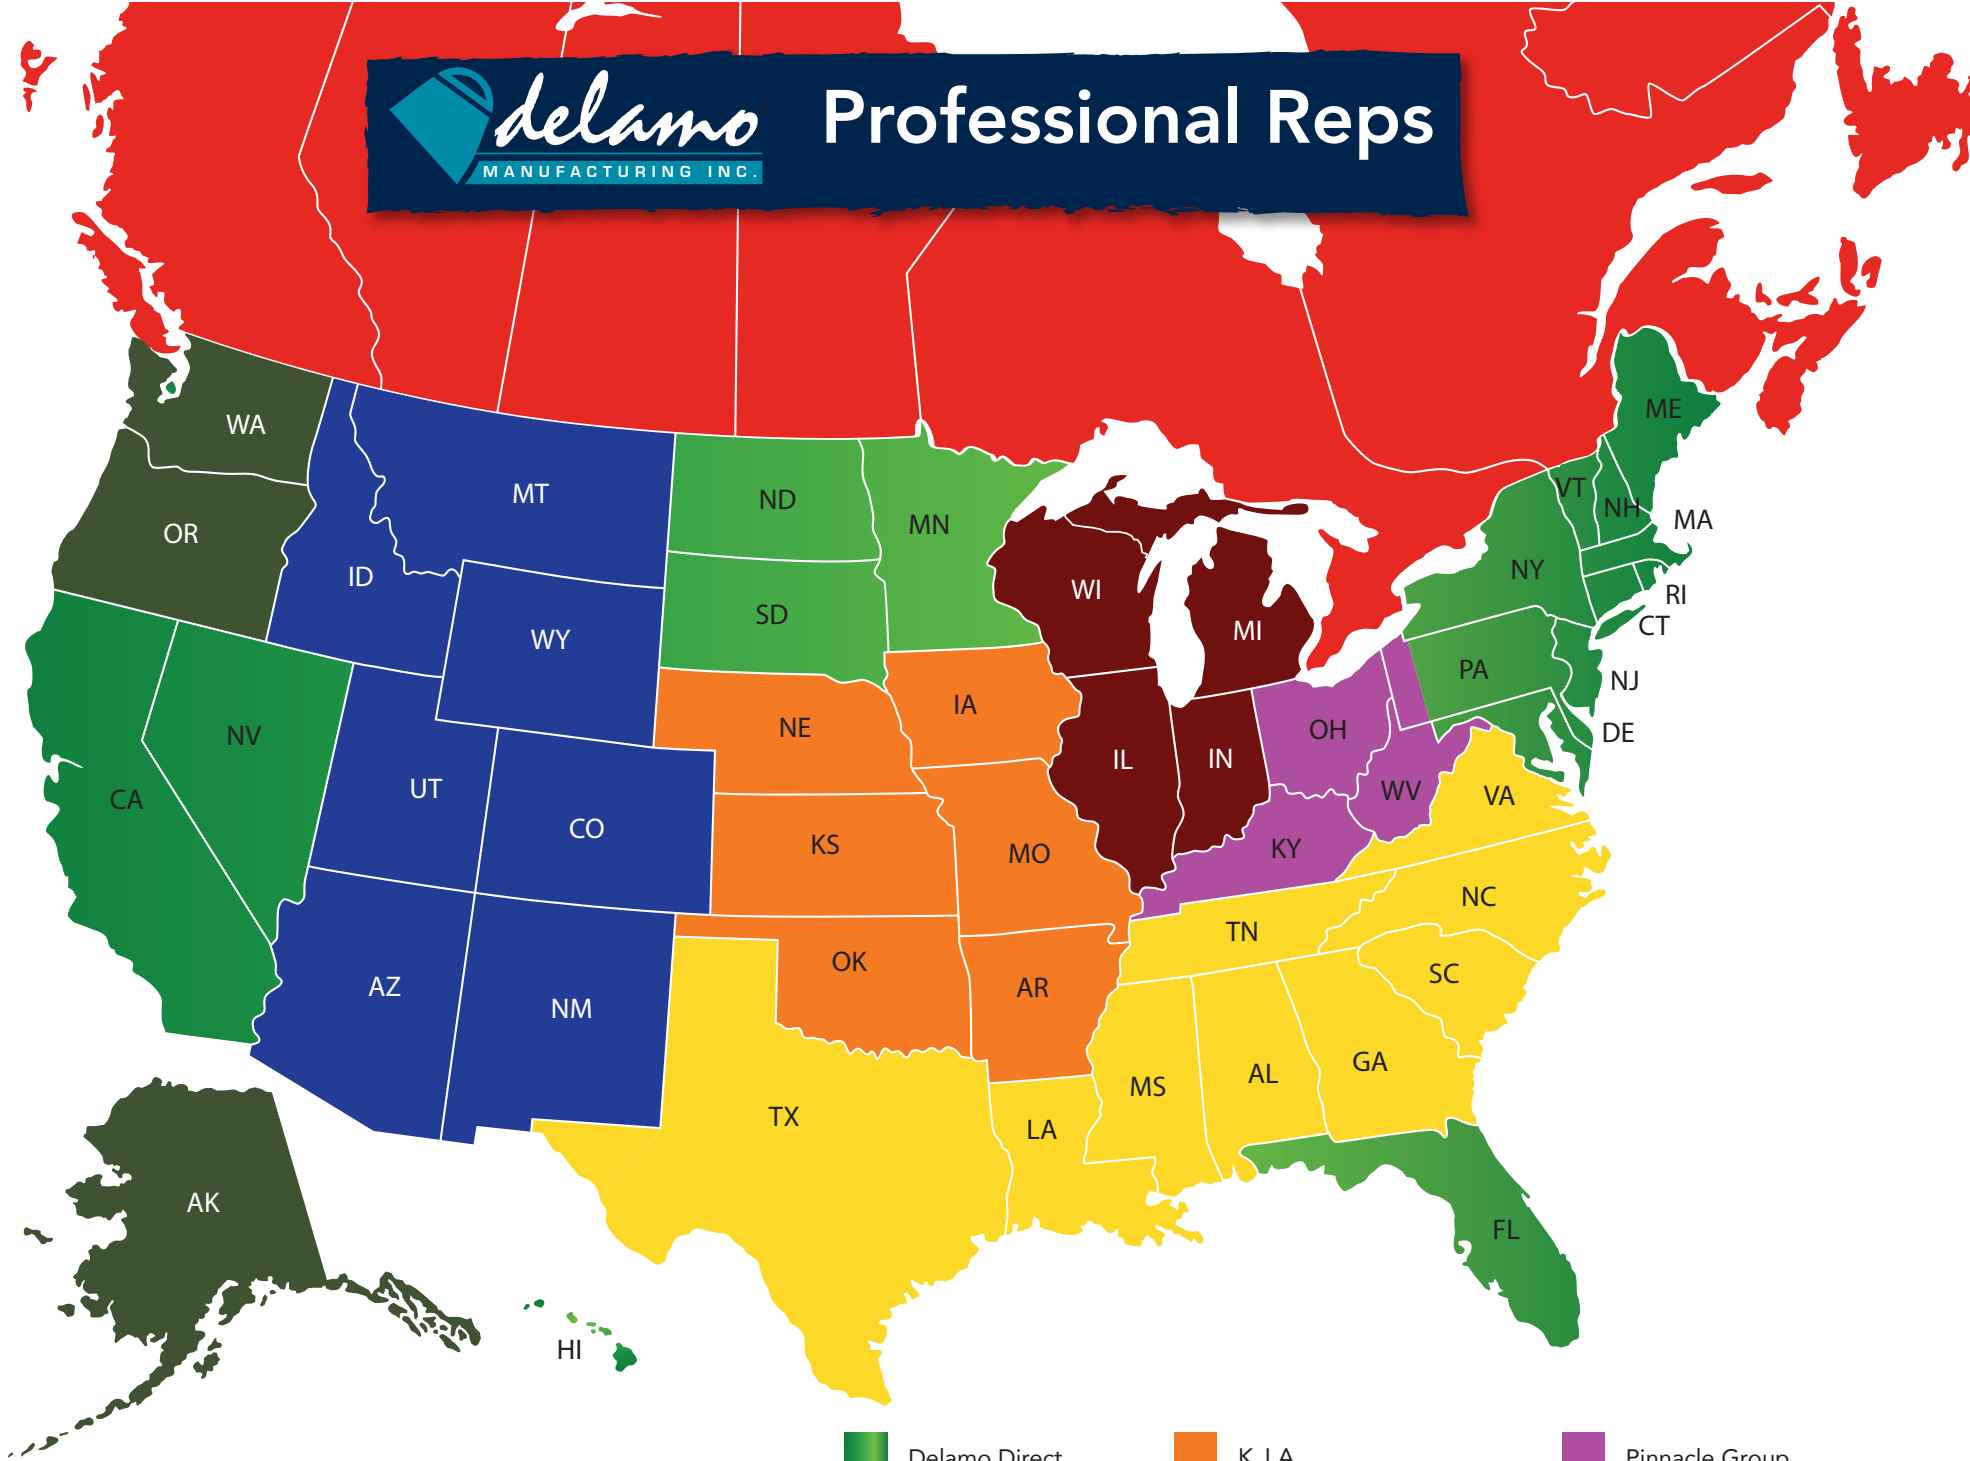 delamo
MANUFACTURING INC.
Professional Reps
WA
OR
ID
MT
WY
ND
SD
MN
WI
MI
ME
VT
NH
MA
NY
RI
CT
PA
NJ
DE
NE
IA
IL
IN
OH
WV
VA
KY
NV
CA
UT
CO
KS
MO
NC
TN
SC
AZ
NM
OK
AR
MS
AL
GA
TX
LA
FL
AK
HI
Delamo Direct
Pinnacle Group